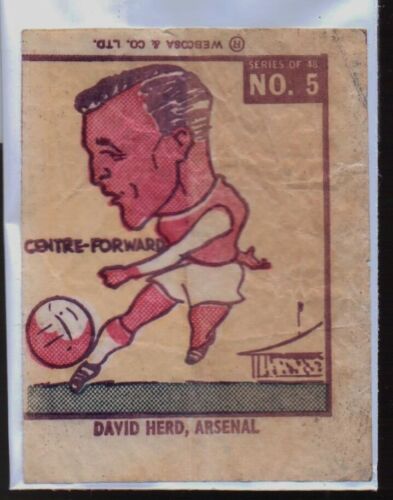 ® WEBCOSA & CO. LTD.
SERIES OF 48
NO. 5
CENTRE-FORWARD
DAVID HERD, ARSENAL